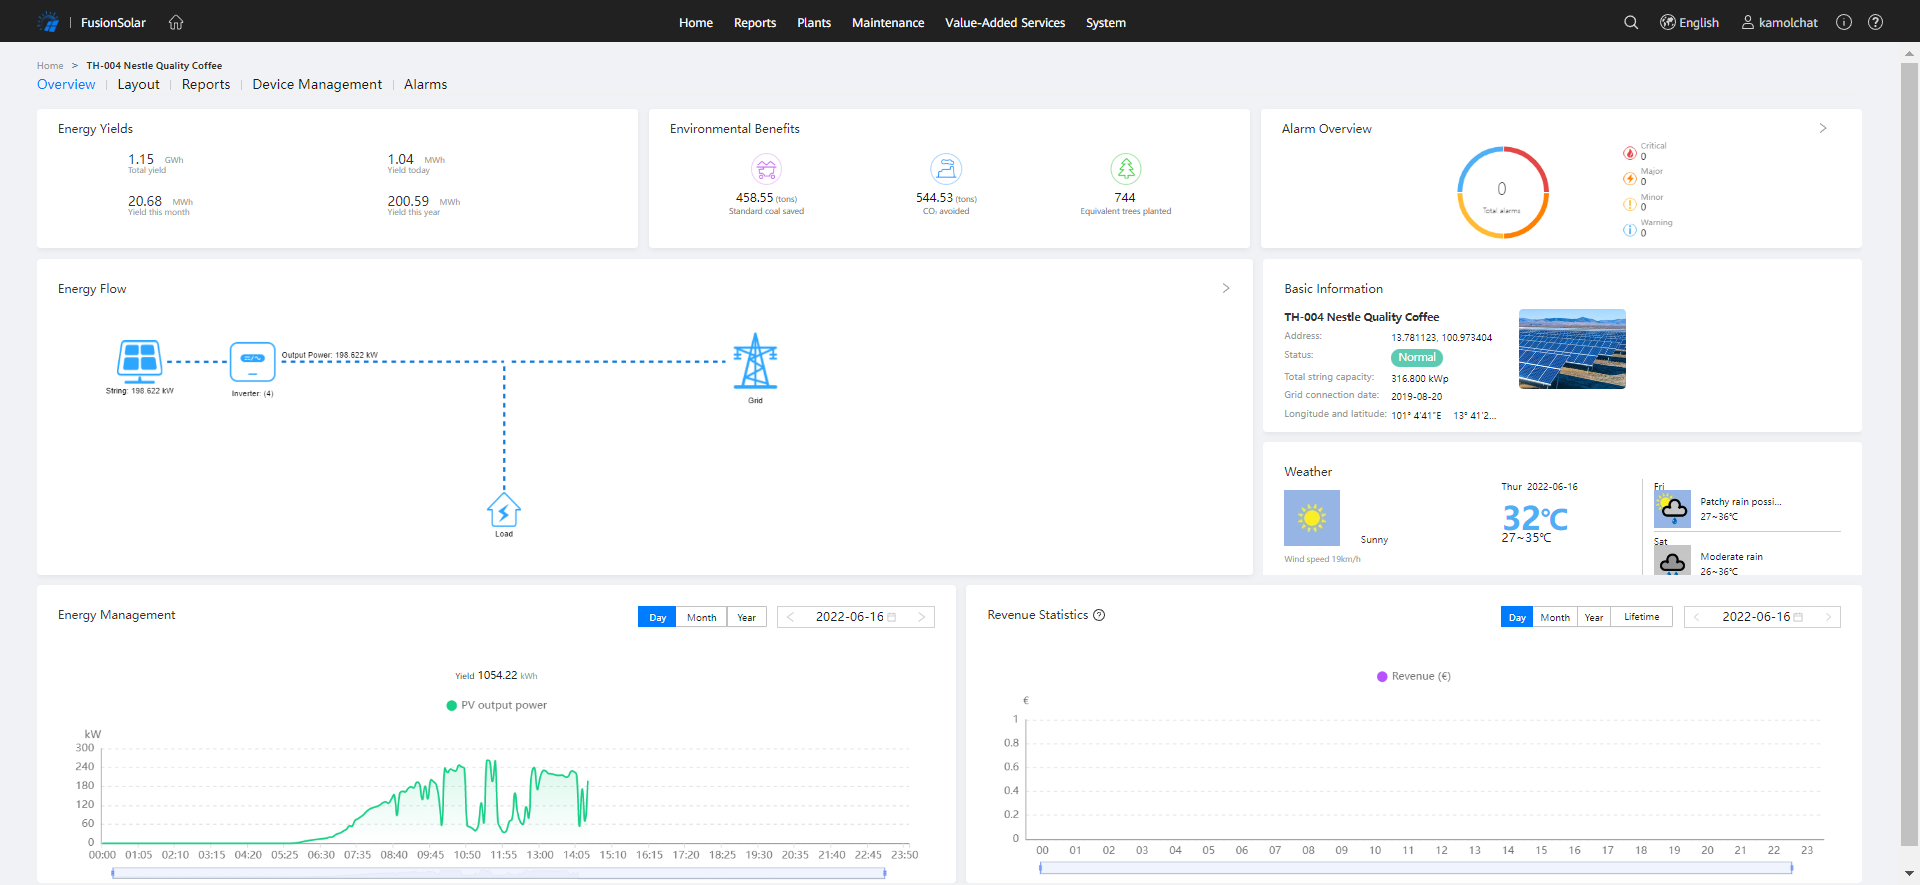 FusionSolar
Home Reports Plants Maintenance Value-Added Services System
English kamolchat
Home > TH-004 Nestle Quality Coffee
Overview Layout Reports Device Management Alarms
Energy Yields
1.15 GWh
Total yield
1.04 MWh
Yield today
20.68 MWh
Yield this month
200.59 MWh
Yield this year
Environmental Benefits
458.55 (tons)
Standard coal saved
544.53 (tons)
CO₂ avoided
744
Equivalent trees planted
Alarm Overview
0
Total alarms
Critical
0
Major
0
Minor
0
Warning
0
Energy Flow
String: 198.622 kW
Output Power: 198.622 kW
Inverter: (4)
Grid
Load
Basic Information
TH-004 Nestle Quality Coffee
Address: 13.781123, 100.973404
Status: Normal
Total string capacity: 316.800 kWp
Grid connection date: 2019-08-20
Longitude and latitude: 101° 4'41"E 13° 41'2...
Weather
Sunny
Wind speed 19km/h
Thur 2022-06-16
32℃
27~35℃
Fri
Patchy rain possi...
27~36℃
Sat
Moderate rain
26~36℃
Energy Management
Day Month Year
2022-06-16
Yield 1054.22 kWh
PV output power
kW
300
240
180
120
60
0
00:00 01:05 02:10 03:15 04:20 05:25 06:30 07:35 08:40 09:45 10:50 11:55 13:00 14:05 15:10 16:15 17:20 18:25 19:30 20:35 21:40 22:45 23:50
Revenue Statistics
Day Month Year Lifetime
2022-06-16
Revenue (€)
€
1
0.8
0.6
0.4
0.2
0
00 01 02 03 04 05 06 07 08 09 10 11 12 13 14 15 16 17 18 19 20 21 22 23